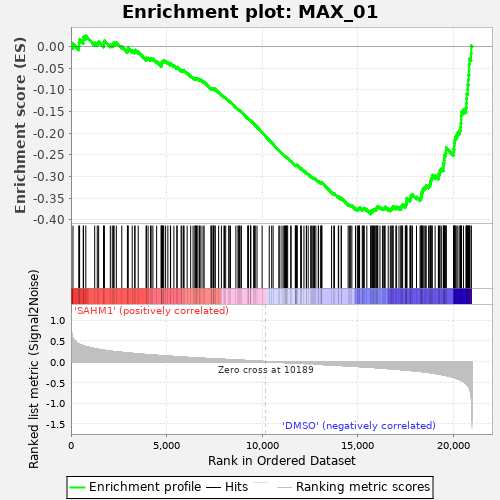 Enrichment plot: MAX_01
Enrichment score (ES)
0.00
-0.05
-0.10
-0.15
-0.20
-0.25
-0.30
-0.35
-0.40
'SAHM1' (positively correlated)
Ranked list metric (Signal2Noise)
1.0
0.5
0.0
-0.5
-1.0
-1.5
Zero cross at 10189
'DMSO' (negatively correlated)
0
5,000
10,000
15,000
20,000
Rank in Ordered Dataset
Enrichment profile
Hits
Ranking metric scores